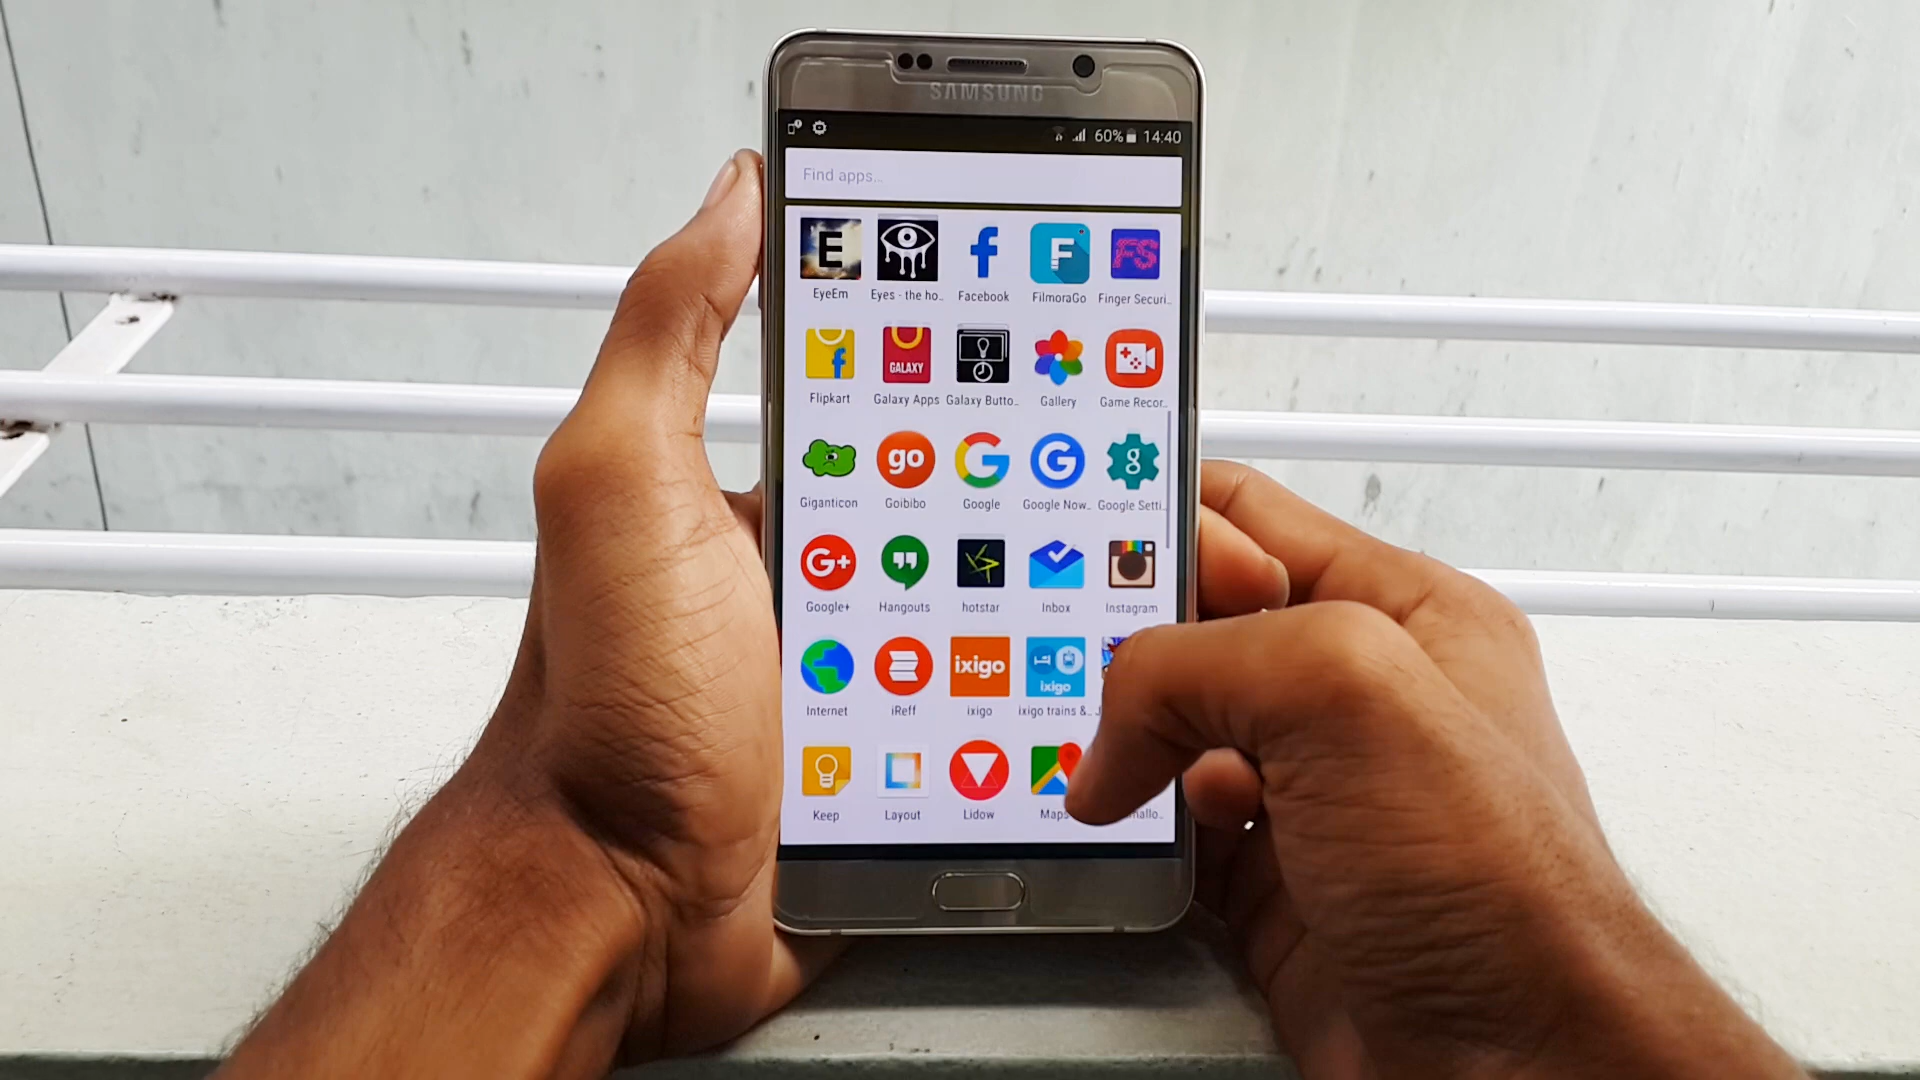 SAMSUNG
60% 14:40
Find apps..
E
F
FS
EyeEm Eyes - the ho.. Facebook FilmoraGo Finger Securi..
GALAXY
Flipkart Galaxy Apps Galaxy Butto.. Gallery Game Recor..
go G G g
Giganticon Goibibo Google Google Now.. Google Setti..
G+
Google+ Hangouts hotstar Inbox Instagram
ixigo
ixigo
Internet iReff ixigo ixigo trains &..
Keep Layout Lidow Maps